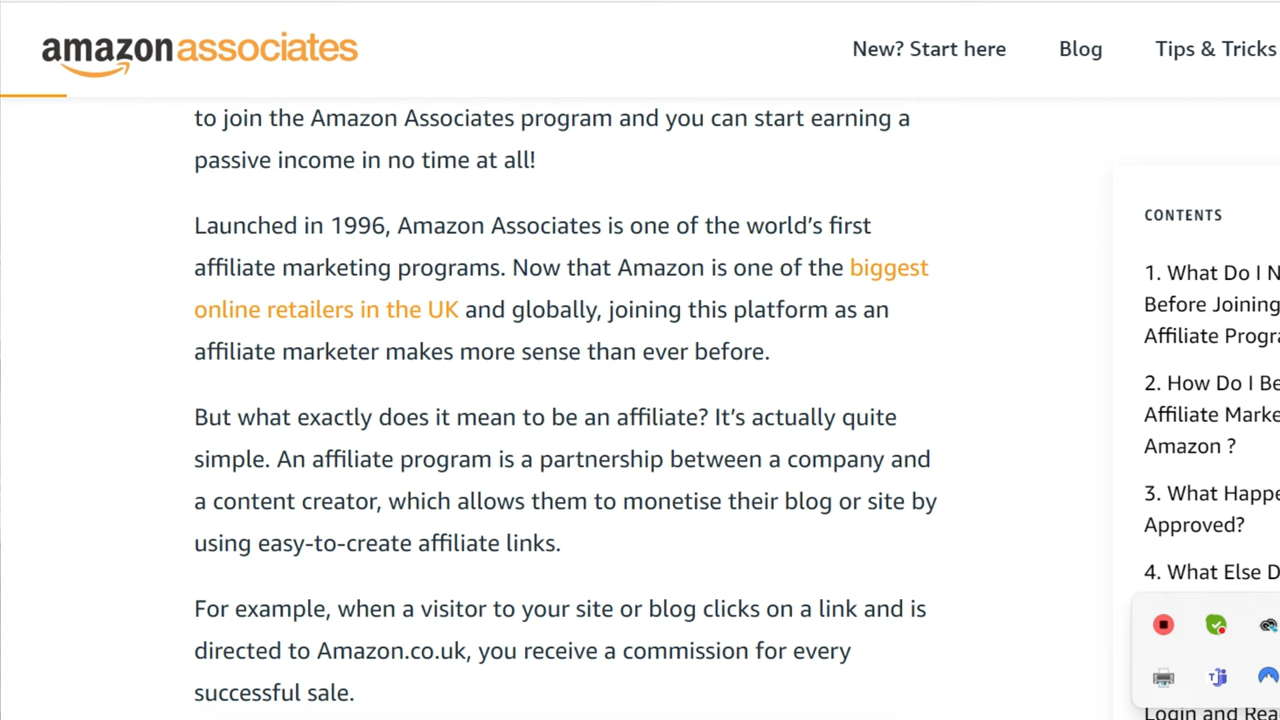 amazonassociates
New? Start here
Blog
Tips & Tricks
to join the Amazon Associates program and you can start earning a
passive income in no time at all!
Launched in 1996, Amazon Associates is one of the world’s first
affiliate marketing programs. Now that Amazon is one of the biggest
online retailers in the UK and globally, joining this platform as an
affiliate marketer makes more sense than ever before.
But what exactly does it mean to be an affiliate? It’s actually quite
simple. An affiliate program is a partnership between a company and
a content creator, which allows them to monetise their blog or site by
using easy-to-create affiliate links.
For example, when a visitor to your site or blog clicks on a link and is
directed to Amazon.co.uk, you receive a commission for every
successful sale.
CONTENTS
1. What Do I
Before Joining
Affiliate
2. How Do I
Affiliate
Amazon ?
3. What
Approved?
4. What Else
Login and